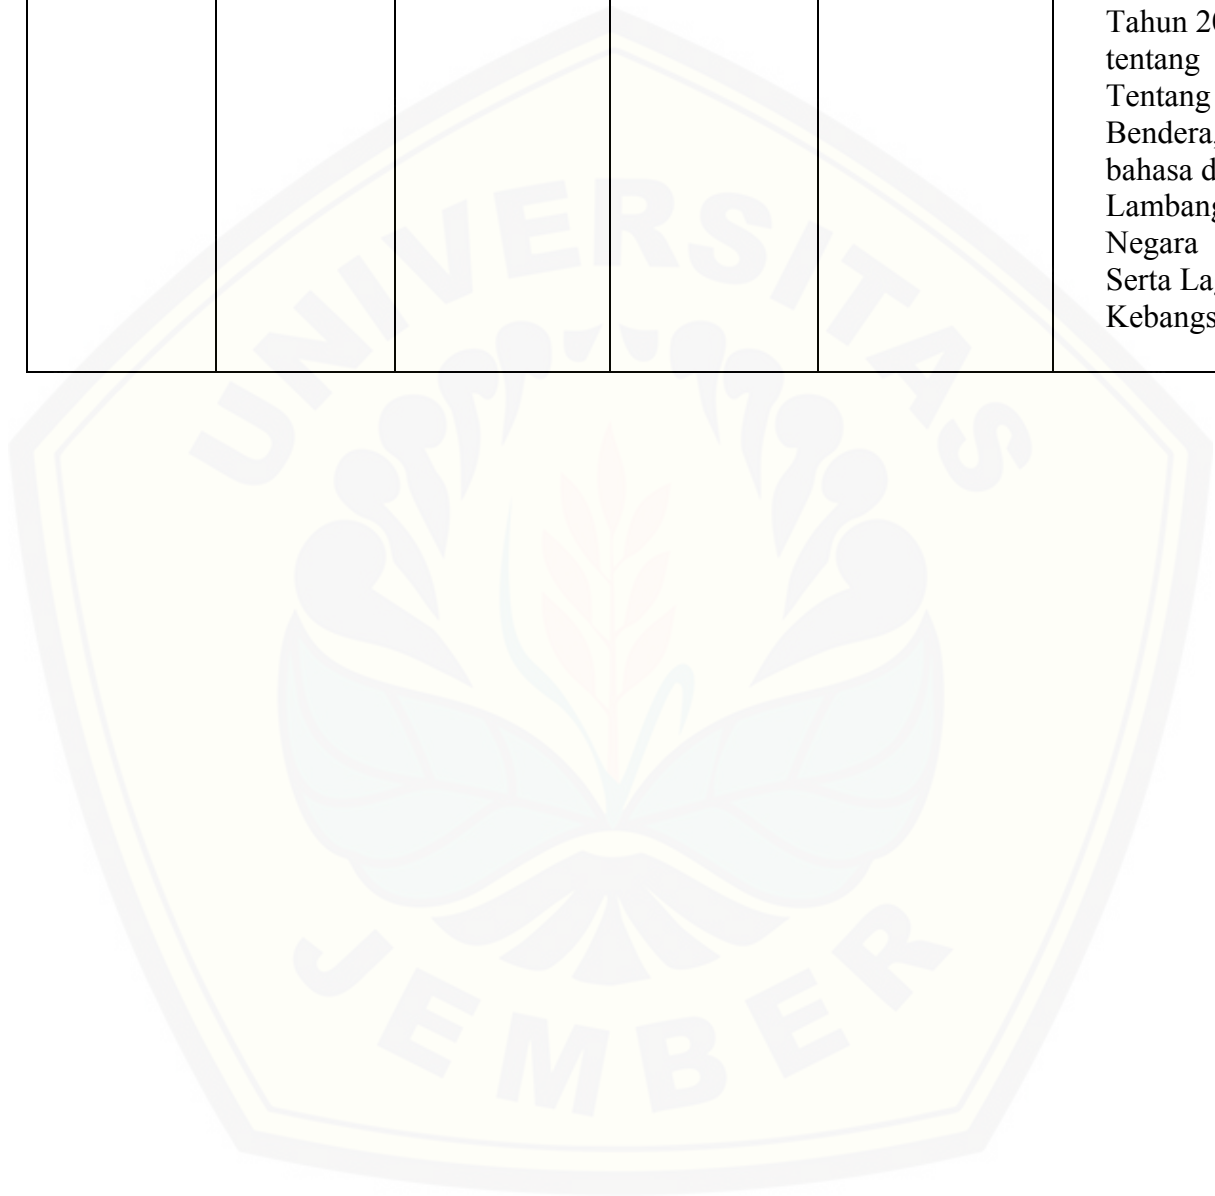 Tahun 20
tentang
Tentang
Bendera,
bahasa d
Lambang
Negara
Serta La
Kebangs
UNIVERSITAS
JEMBER